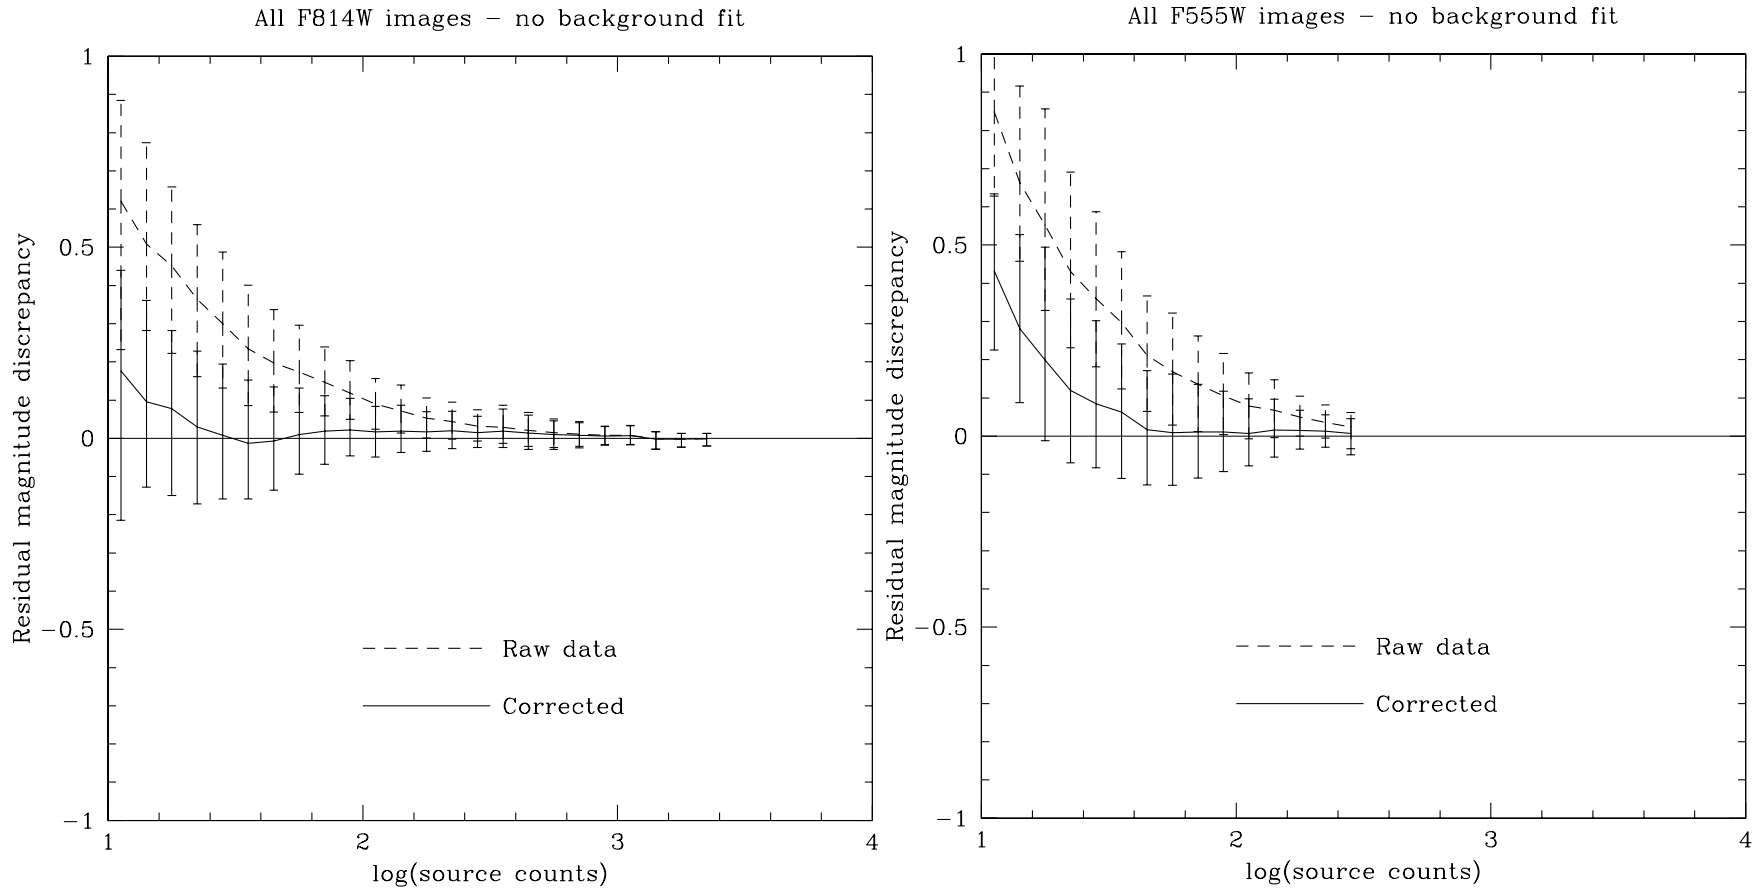 All F814W images − no background fit
1
0.5
0
−0.5
−1
Residual magnitude discrepancy
Raw data
Corrected
1 2 3 4
log(source counts)
All F555W images − no background fit
1
0.5
0
−0.5
−1
Residual magnitude discrepancy
Raw data
Corrected
1 2 3 4
log(source counts)